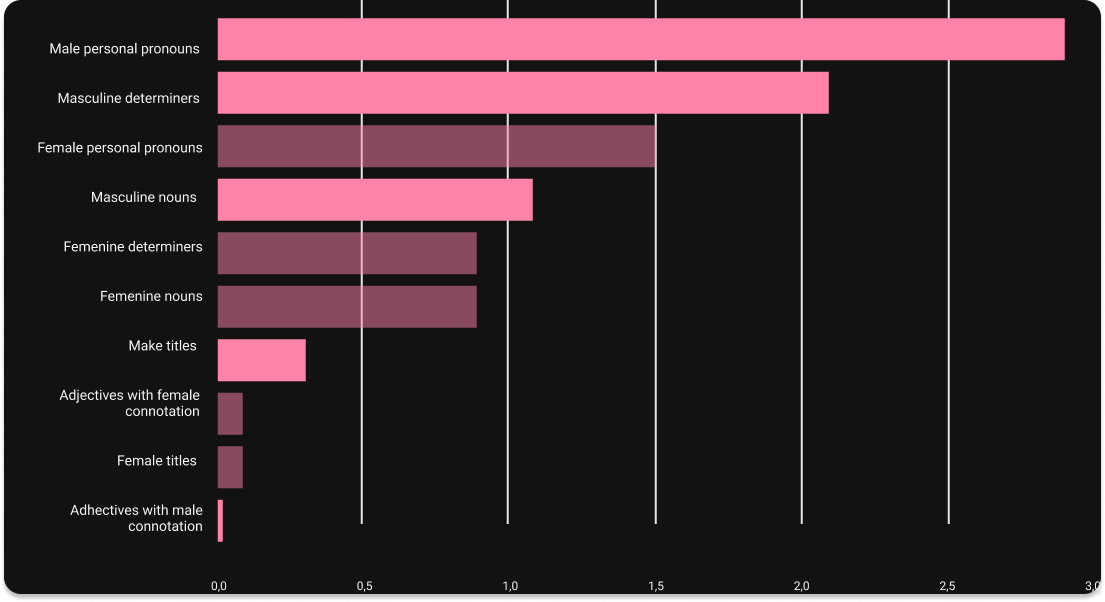 Male personal pronouns
Masculine determiners
Female personal pronouns
Masculine nouns
Femenine determiners
Femenine nouns
Make titles
Adjectives with female
connotation
Female titles
Adhectives with male
connotation
0,0 0,5 1,0 1,5 2,0 2,5 3,0